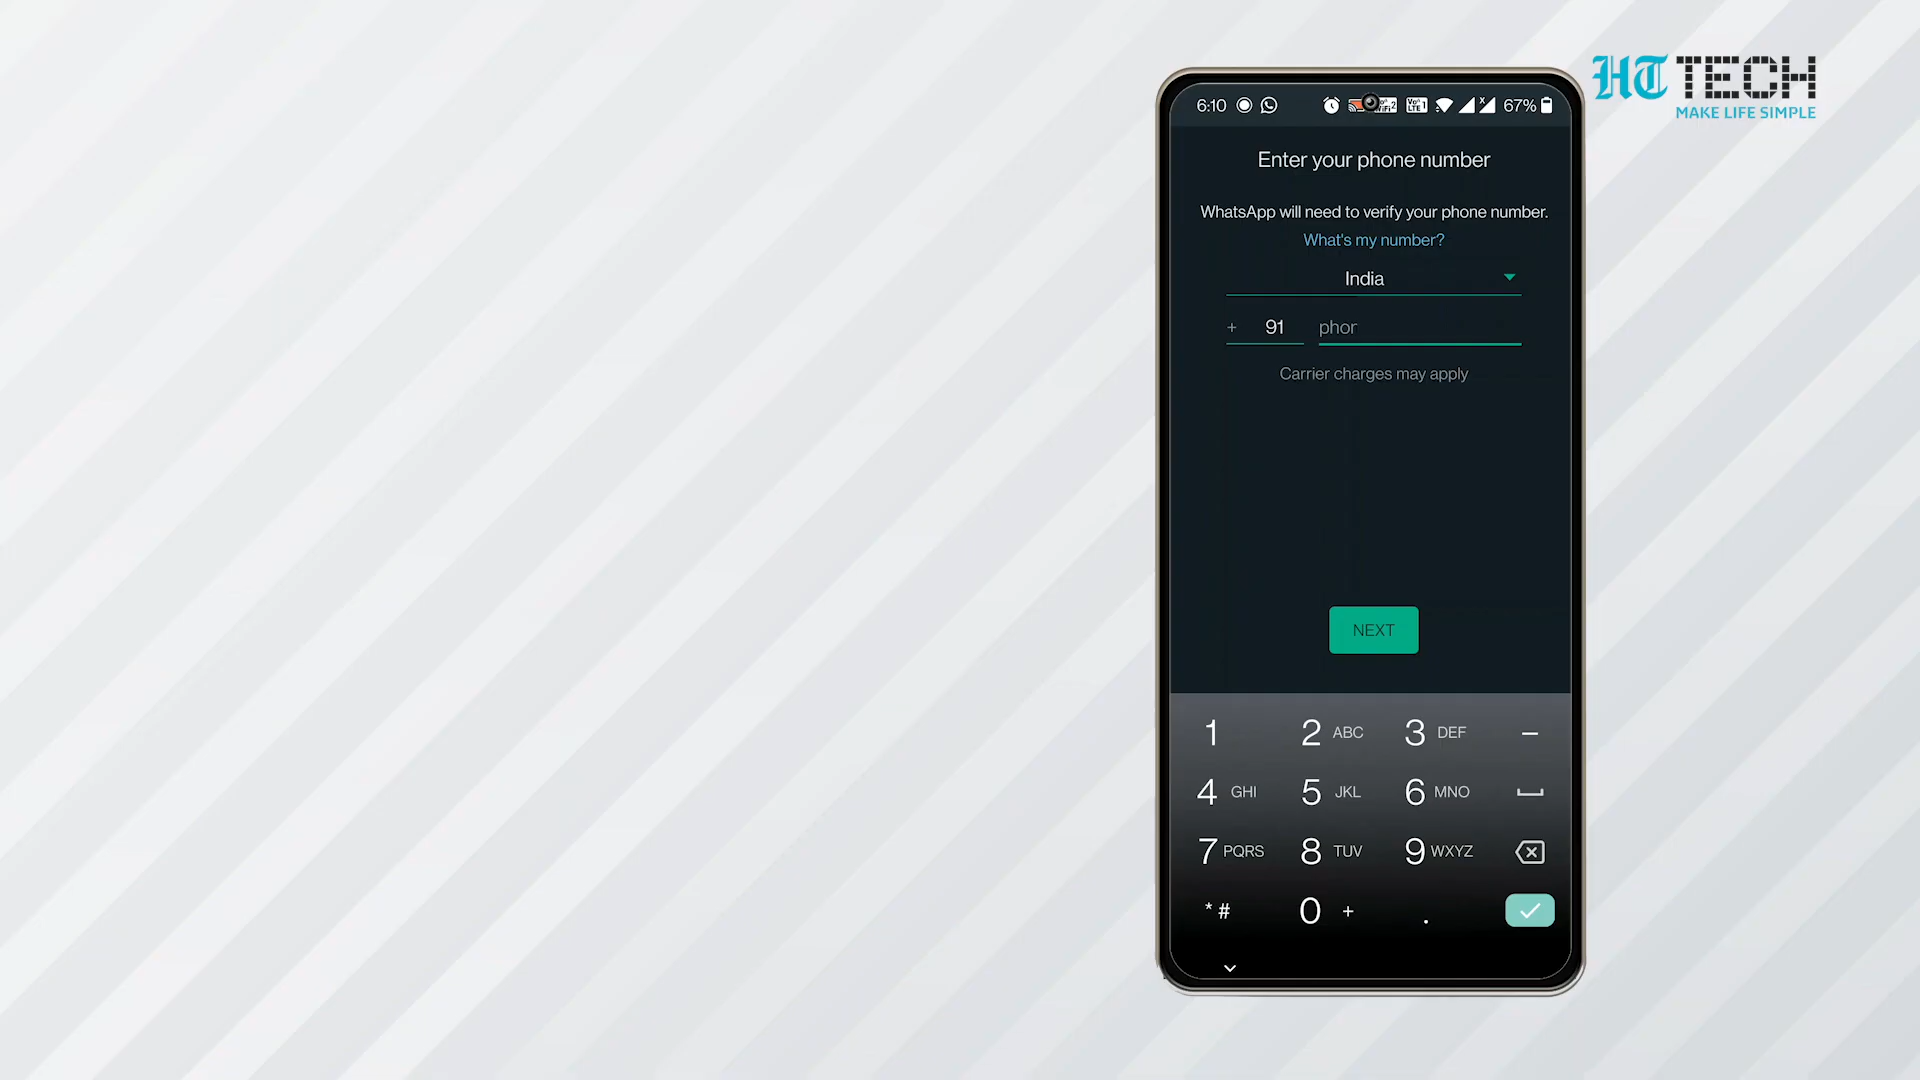 HT TECH
MAKE LIFE SIMPLE
6:10 67%
Enter your phone number
WhatsApp will need to verify your phone number.
What's my number?
India
+ 91 phor
Carrier charges may apply
NEXT
1 2 ABC 3 DEF –
4 GHI 5 JKL 6 MNO
7 PQRS 8 TUV 9 WXYZ
* # 0 + .